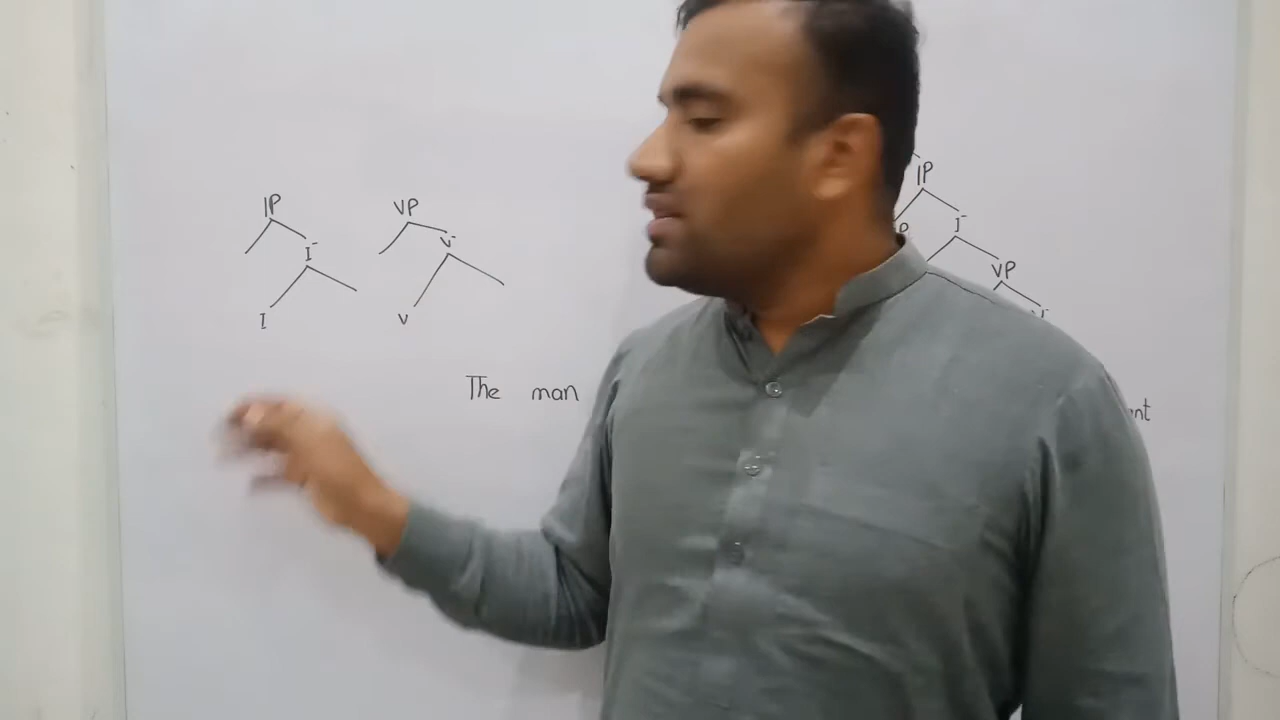 IP VP IP
I⁻ V⁻ I⁻
VP
I V
The man